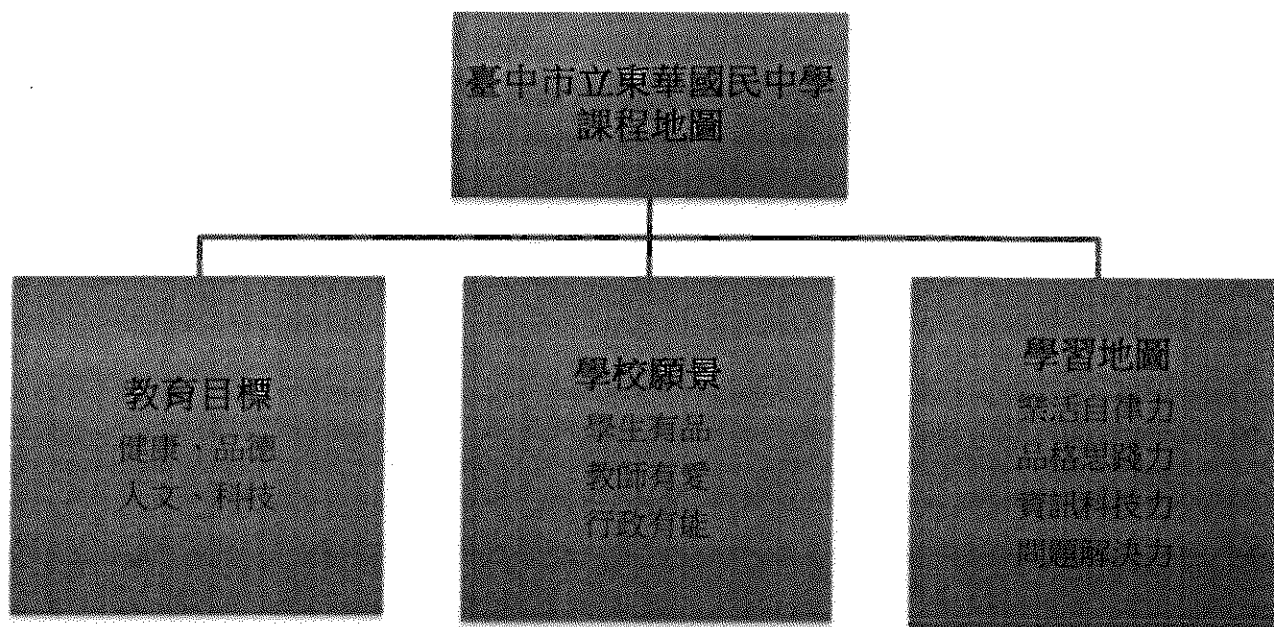 臺中市立東華國民中學
課程地圖
教育目標
健康、品德
人文、科技
學校願景
學生有品
教師有愛
行政有能
學習地圖
樂活自律力
品格思踐力
資訊科技力
問題解決力